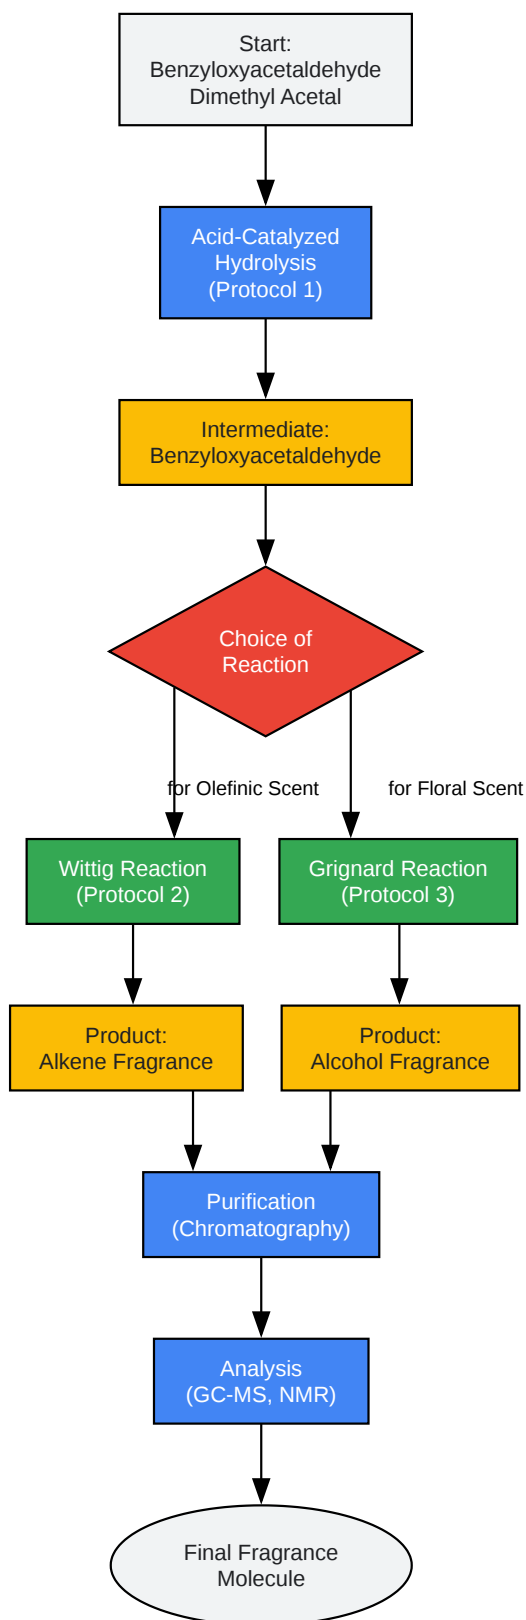 Start:
Benzyloxyacetaldehyde
Dimethyl Acetal
Acid-Catalyzed
Hydrolysis
(Protocol 1)
Intermediate:
Benzyloxyacetaldehyde
Choice of
Reaction
for Olefinic Scent
for Floral Scent
Wittig Reaction
(Protocol 2)
Grignard Reaction
(Protocol 3)
Product:
Alkene Fragrance
Product:
Alcohol Fragrance
Purification
(Chromatography)
Analysis
(GC-MS, NMR)
Final Fragrance
Molecule